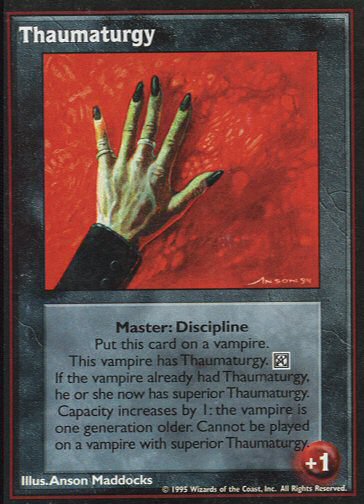 Thaumaturgy
ANSON 94
Master: Discipline
Put this card on a vampire.
This vampire has Thaumaturgy.
If the vampire already had Thaumaturgy,
he or she now has superior Thaumaturgy.
Capacity increases by 1: the vampire is
one generation older. Cannot be played
on a vampire with superior Thaumaturgy.
+1
Illus.Anson Maddocks
© 1995 Wizards of the Coast, Inc. All Rights Reserved.